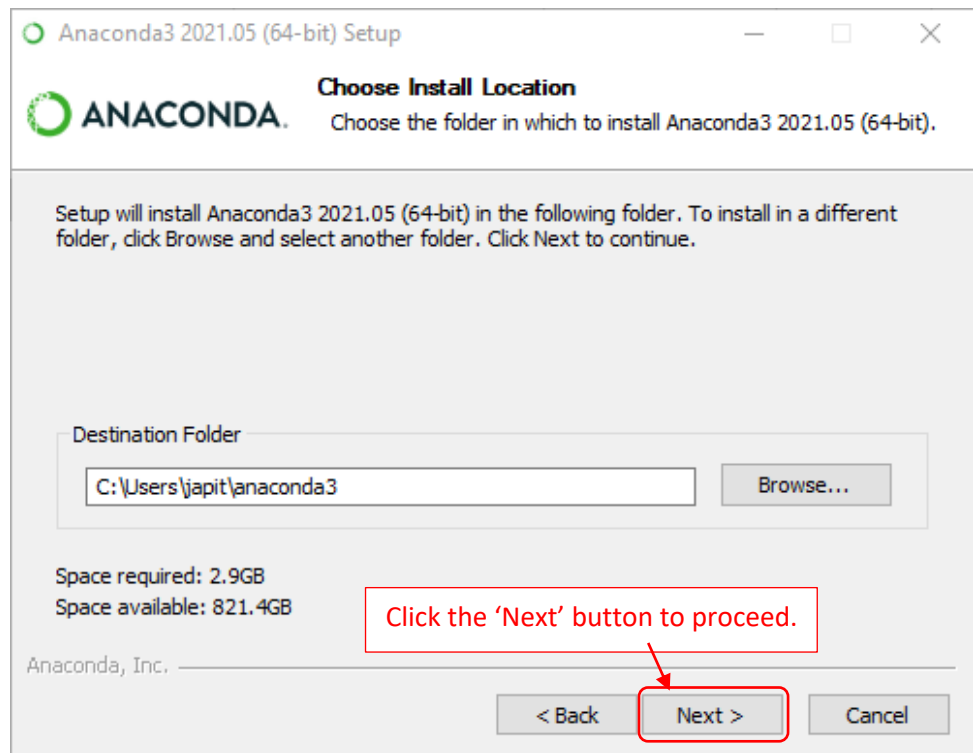 Anaconda3 2021.05 (64-bit) Setup
ANACONDA.
Choose Install Location
Choose the folder in which to install Anaconda3 2021.05 (64-bit).
Setup will install Anaconda3 2021.05 (64-bit) in the following folder. To install in a different
folder, click Browse and select another folder. Click Next to continue.
Destination Folder
C:\Users\japit\anaconda3
Browse...
Space required: 2.9GB
Space available: 821.4GB
Click the ‘Next’ button to proceed.
Anaconda, Inc.
< Back
Next >
Cancel